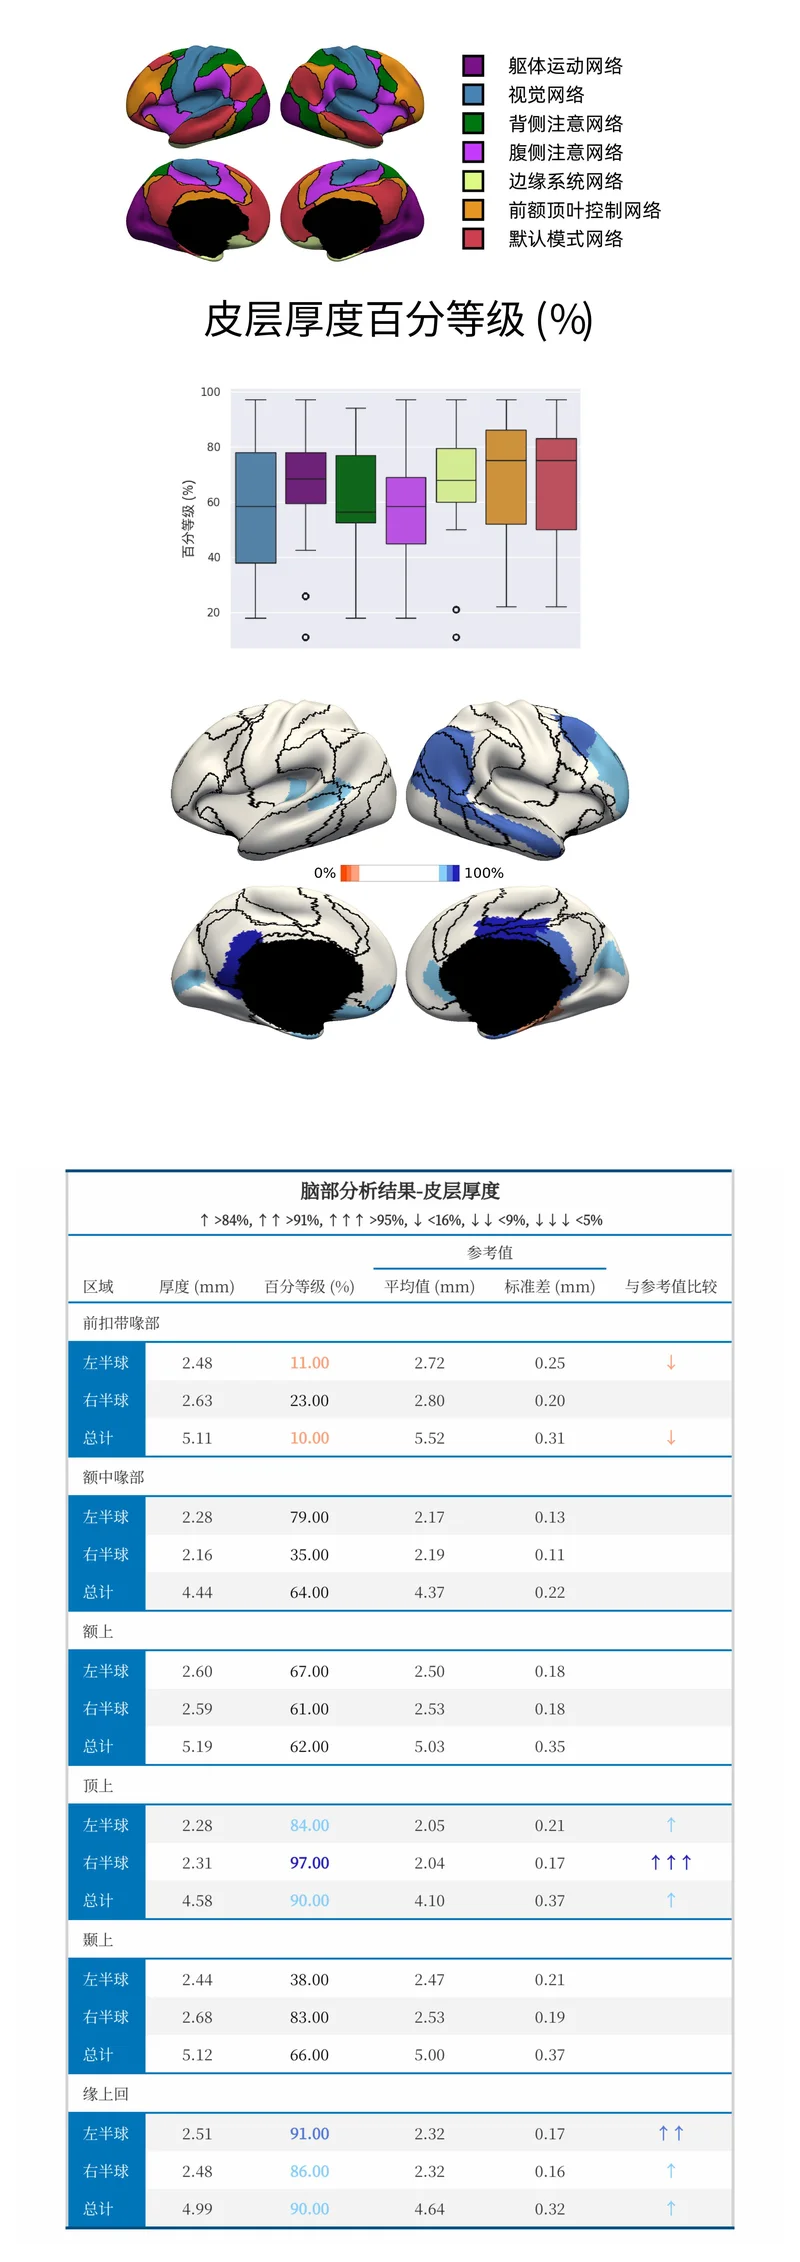 躯体运动网络
视觉网络
背侧注意网络
腹侧注意网络
边缘系统网络
前额顶叶控制网络
默认模式网络
皮层厚度百分等级 (%)
百分等级 (%)
100
80
60
40
20
0% 100%
脑部分析结果-皮层厚度
↑ >84%, ↑↑ >91%, ↑↑↑ >95%, ↓ <16%, ↓↓ <9%, ↓↓↓ <5%
参考值
区域 厚度 (mm) 百分等级 (%) 平均值 (mm) 标准差 (mm) 与参考值比较
前扣带喙部
左半球 2.48 11.00 2.72 0.25 ↓
右半球 2.63 23.00 2.80 0.20
总计 5.11 10.00 5.52 0.31 ↓
额中喙部
左半球 2.28 79.00 2.17 0.13
右半球 2.16 35.00 2.19 0.11
总计 4.44 64.00 4.37 0.22
额上
左半球 2.60 67.00 2.50 0.18
右半球 2.59 61.00 2.53 0.18
总计 5.19 62.00 5.03 0.35
顶上
左半球 2.28 84.00 2.05 0.21 ↑
右半球 2.31 97.00 2.04 0.17 ↑↑↑
总计 4.58 90.00 4.10 0.37 ↑
颞上
左半球 2.44 38.00 2.47 0.21
右半球 2.68 83.00 2.53 0.19
总计 5.12 66.00 5.00 0.37
缘上回
左半球 2.51 91.00 2.32 0.17 ↑↑
右半球 2.48 86.00 2.32 0.16 ↑
总计 4.99 90.00 4.64 0.32 ↑